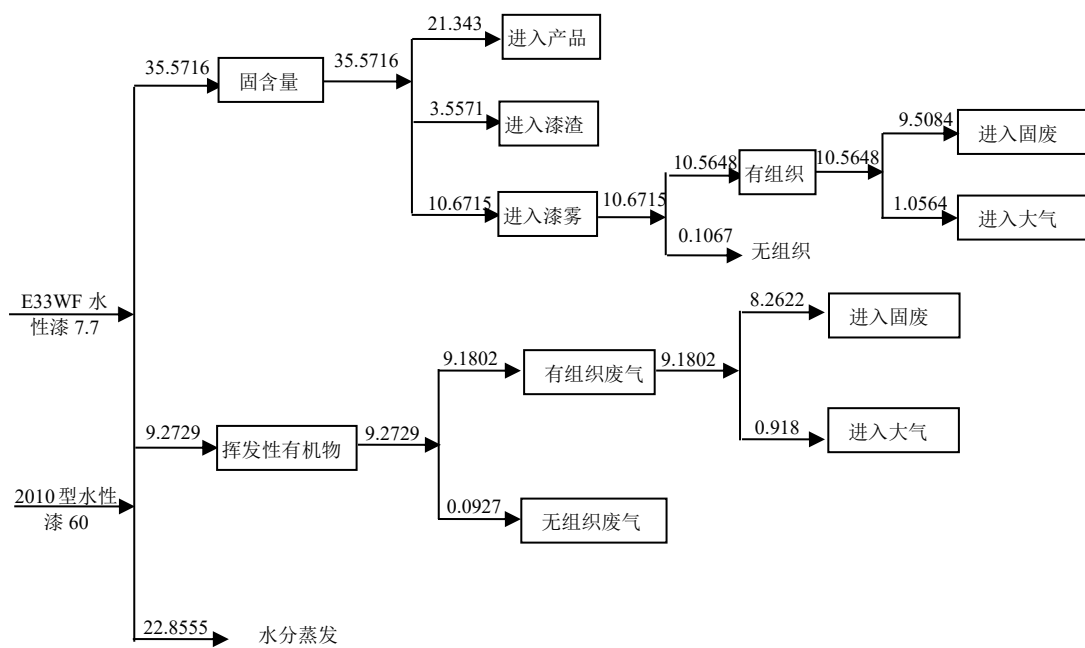 21.343
进入产品
35.5716
固含量
35.5716
3.5571
进入漆渣
10.6715
进入漆雾
10.6715
10.5648
有组织
10.5648
9.5084
进入固废
1.0564
进入大气
0.1067
无组织
E33WF 水
性漆 7.7
2010 型水性
漆 60
9.2729
挥发性有机物
9.2729
9.1802
有组织废气
9.1802
8.2622
进入固废
0.918
进入大气
0.0927
无组织废气
22.8555
水分蒸发